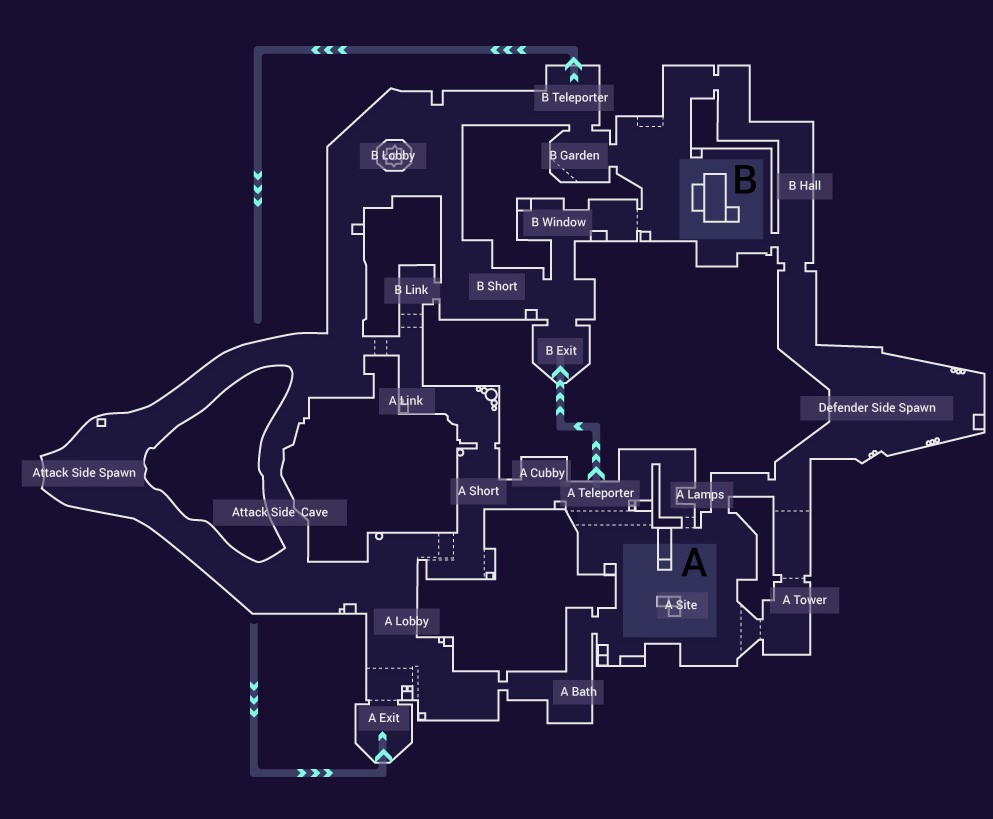 B Teleporter
B Lobby
B Garden
B
B Hall
B Window
B Link
B Short
B Exit
A Link
Defender Side Spawn
Attack Side Spawn
A Cubby
A Short
A Teleporter
A Lamps
Attack Side Cave
A
A Site
A Tower
A Lobby
A Bath
A Exit